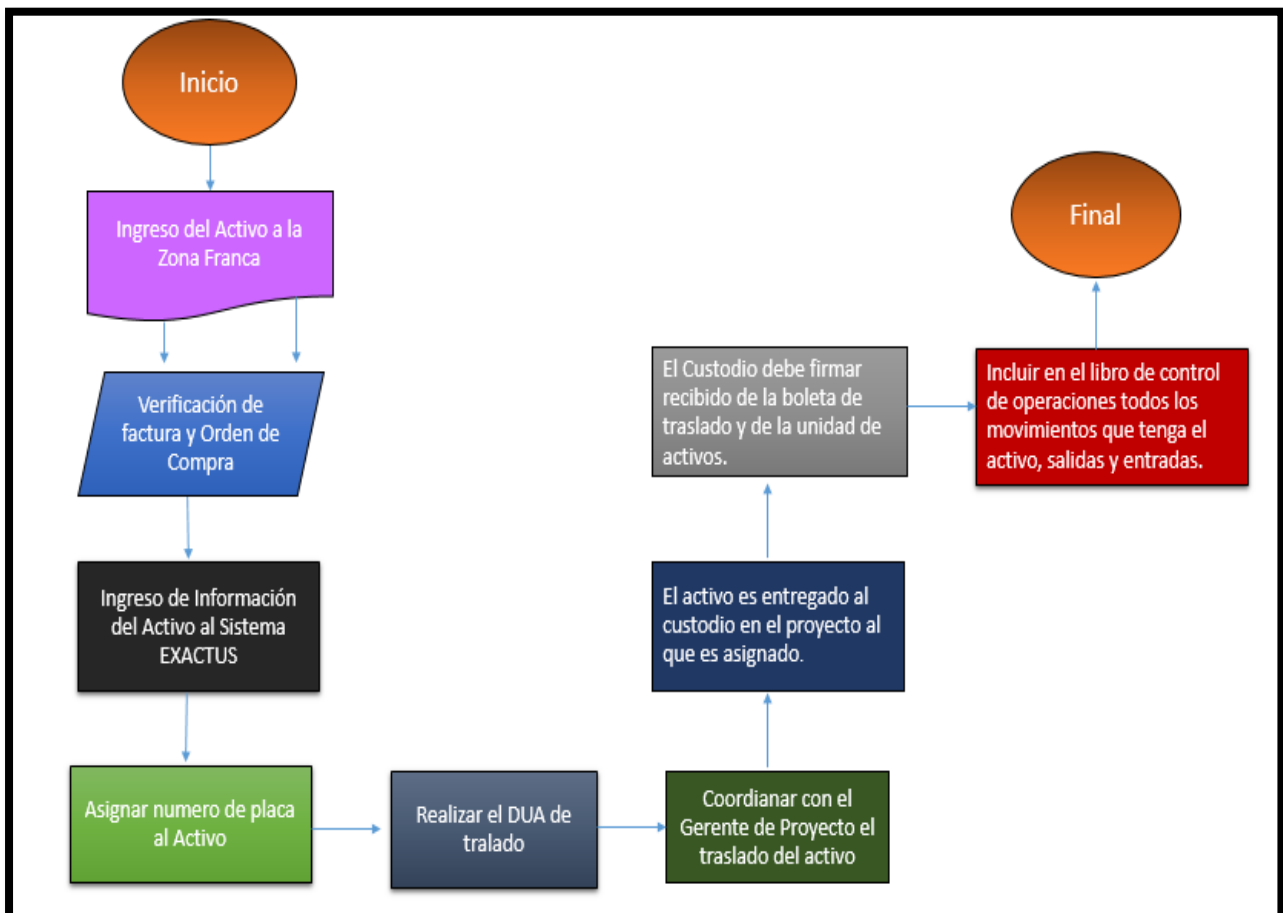 Inicio
Ingreso del Activo a la
Zona Franca
Verificación de
factura y Orden de
Compra
Ingreso de Información
del Activo al Sistema
EXACTUS
Asignar numero de placa
al Activo
Realizar el DUA de
tralado
Coordianar con el
Gerente de Proyecto el
traslado del activo
El activo es entregado al
custodio en el proyecto al
que es asignado.
El Custodio debe firmar
recibido de la boleta de
traslado y de la unidad de
activos.
Incluir en el libro de control
de operaciones todos los
movimientos que tenga el
activo, salidas y entradas.
Final